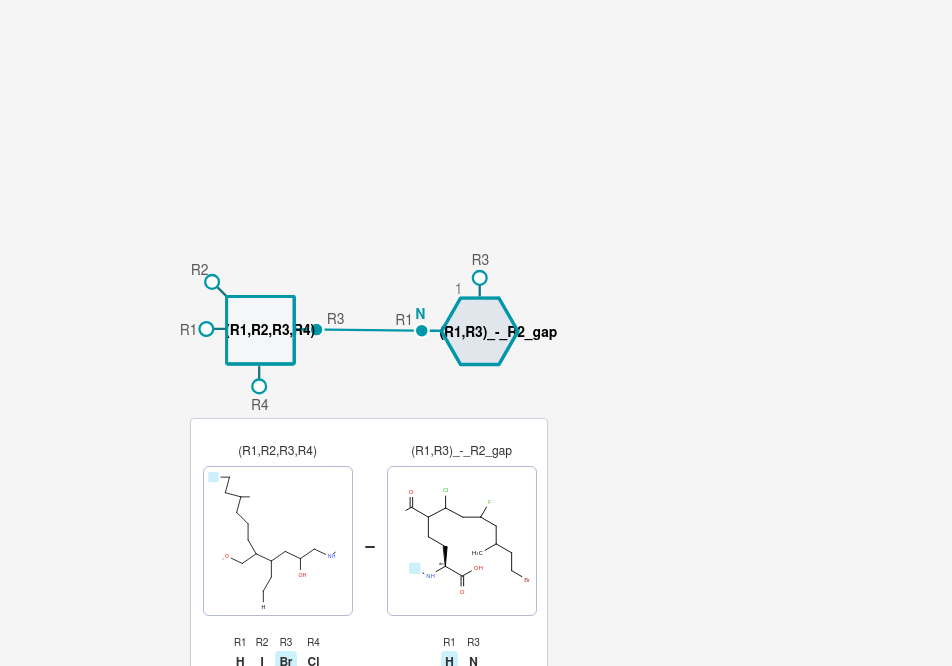 R3
R2
1
R1
(R1,R2,R3,R4)
R3
R1
N
(R1,R3)_-_R2_gap
R4
(R1,R2,R3,R4)
(R1,R3)_-_R2_gap
O
NH
OH
H
–
O
Cl
F
H3C
NH
OH
O
Br
R1 R2 R3 R4
R1 R3
H I Br Cl
H N